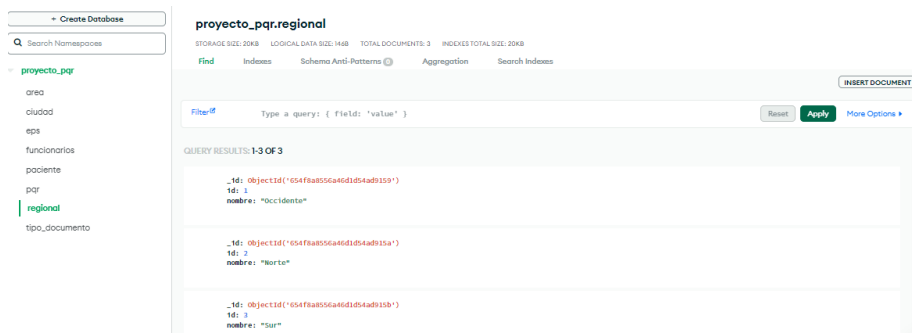 + Create Database
Search Namespaces
proyecto_pqr
area
ciudad
eps
funcionarios
paciente
pqr
regional
tipo_documento
proyecto_pqr.regional
STORAGE SIZE: 20KB LOGICAL DATA SIZE: 146B TOTAL DOCUMENTS: 3 INDEXES TOTAL SIZE: 20KB
Find Indexes Schema Anti-Patterns 0 Aggregation Search Indexes
INSERT DOCUMENT
Filter Type a query: { field: 'value' } Reset Apply More Options
QUERY RESULTS: 1-3 OF 3
_id: ObjectId('654f8a8556a46d1d54ad9159')
id: 1
nombre: "Occidente"
_id: ObjectId('654f8a8556a46d1d54ad915a')
id: 2
nombre: "Norte"
_id: ObjectId('654f8a8556a46d1d54ad915b')
id: 3
nombre: "Sur"